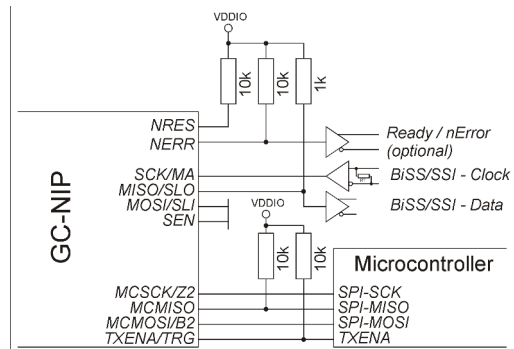 VDDIO
10k
10k
1k
NRES
NERR
Ready / nError
(optional)
SCK/MA
BiSS/SSI - Clock
MISO/SLO
MOSI/SLI
VDDIO
BiSS/SSI - Data
SEN
GC-NIP
10k
10k
Microcontroller
MCSCK/Z2
SPI-SCK
MCMISO
SPI-MISO
MCMOSI/B2
SPI-MOSI
TXENA/TRG
TXENA